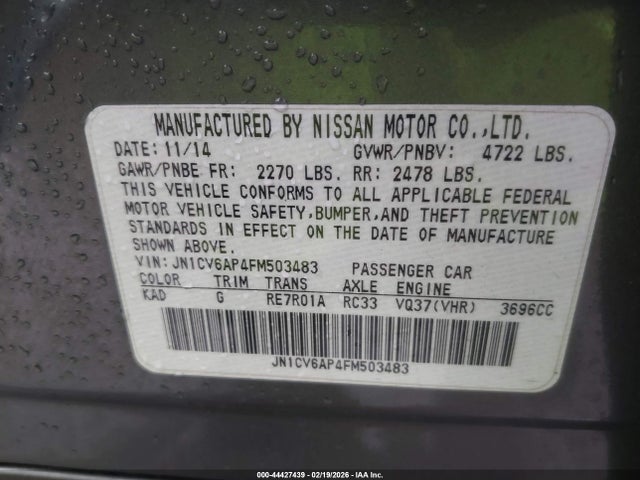 MANUFACTURED BY NISSAN MOTOR CO.,LTD.
DATE: 11/14 GVWR/PNBV: 4722 LBS.
GAWR/PNBE FR: 2270 LBS. RR: 2478 LBS.
THIS VEHICLE CONFORMS TO ALL APPLICABLE FEDERAL
MOTOR VEHICLE SAFETY,BUMPER,AND THEFT PREVENTION
STANDARDS IN EFFECT ON THE DATE OF MANUFACTURE
SHOWN ABOVE.
VIN: JN1CV6AP4FM503483 PASSENGER CAR
COLOR TRIM TRANS AXLE ENGINE
KAD G RE7R01A RC33 VQ37(VHR) 3696CC
JN1CV6AP4FM503483
000-44427439 - 02/19/2026 - IAA Inc.